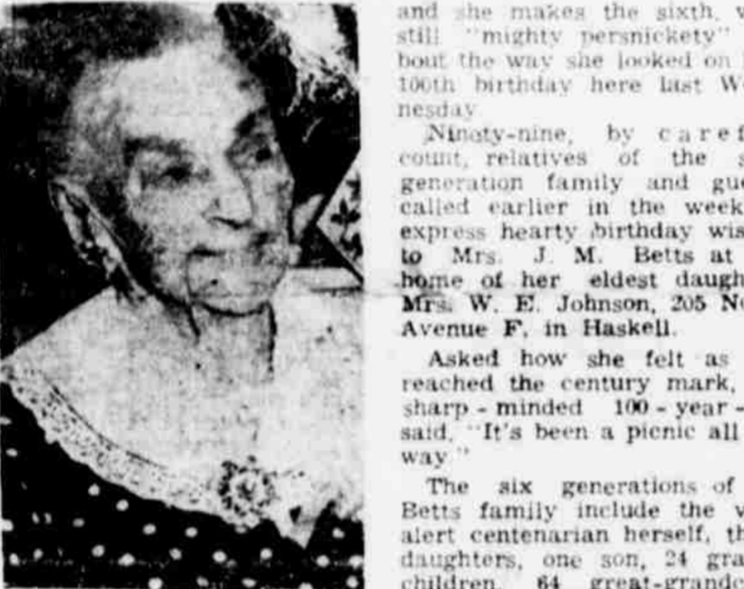 and she makes the sixth,
still "mighty persnickety"
bout the way she looked on
100th birthday here last W
nesday.
Ninety-nine, by caref
count, relatives of the s
generation family and gue
called earlier in the week
express hearty birthday wis
to Mrs. J. M. Betts at
home of her eldest daugh
Mrs. W. E. Johnson, 205 No
Avenue F, in Haskell.
Asked how she felt as
reached the century mark,
sharp - minded 100 - year -
said, "It's been a picnic all
way."
The six generations of
Betts family include the v
alert centenarian herself, th
daughters, one son, 24 gra
children, 64 great-grandc